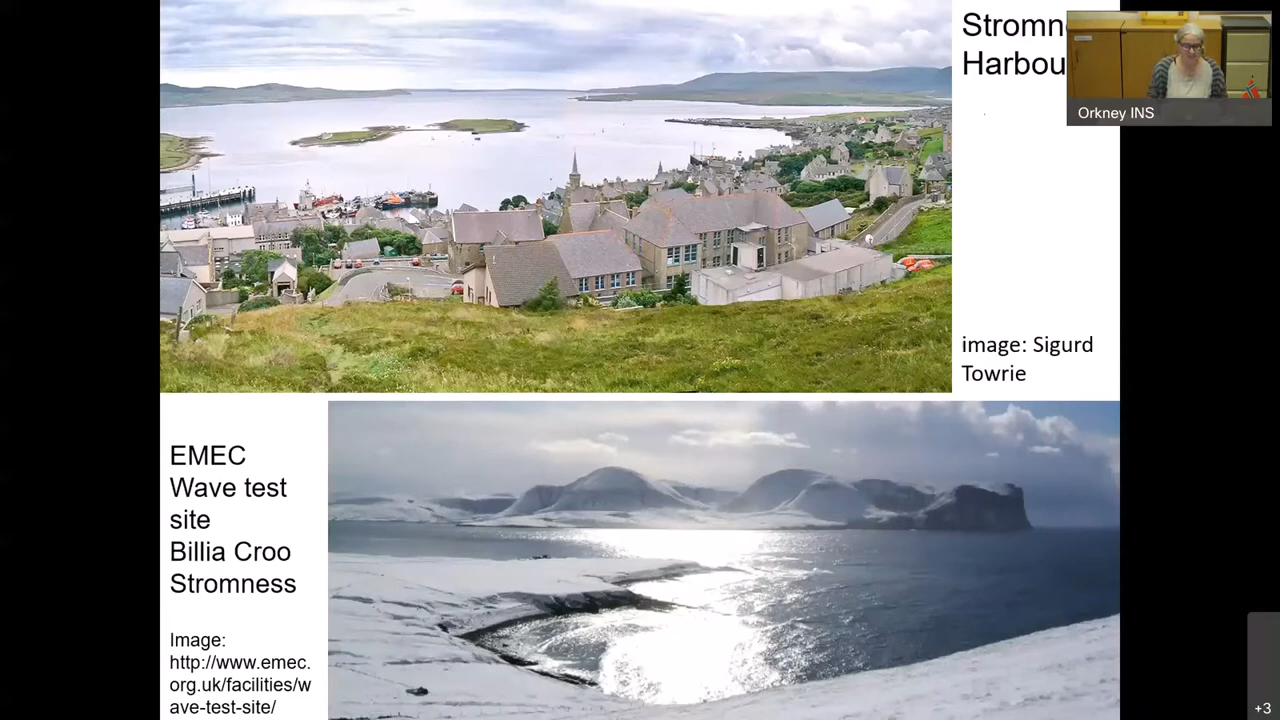 Stromn
Harbou
Orkney INS
image: Sigurd
Towrie
EMEC
Wave test
site
Billia Croo
Stromness
Image:
http://www.emec.
org.uk/facilities/w
ave-test-site/
+3